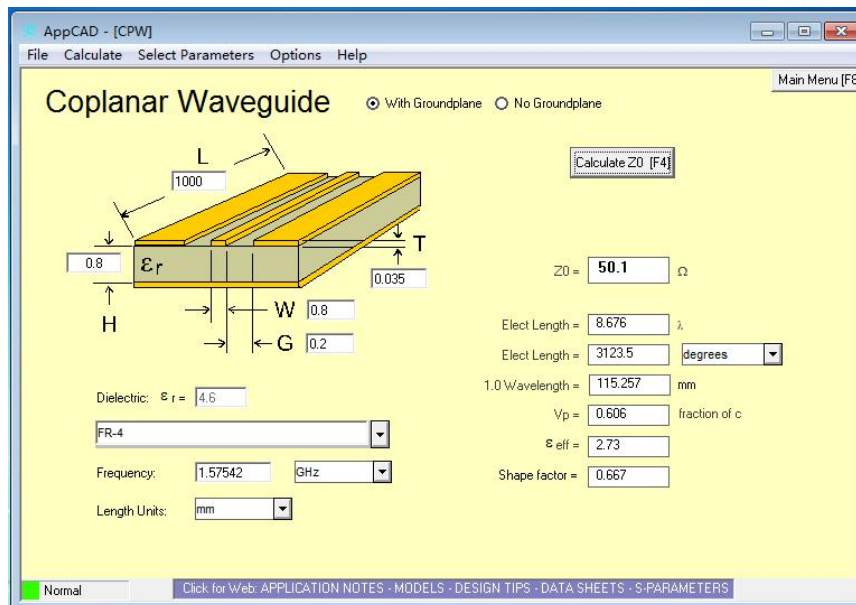 AppCAD - [CPW]
File Calculate Select Parameters Options Help
Main Menu [F8
Coplanar Waveguide With Groundplane No Groundplane
Calculate Z0 [F4]
L
1000
T
0.035
0.8
εr
H
W 0.8
G 0.2
Z0 = 50.1 Ω
Elect Length = 8.676 λ
Elect Length = 3123.5 degrees
1.0 Wavelength = 115.257 mm
Vp = 0.606 fraction of c
ε eff = 2.73
Shape factor = 0.667
Dielectric: ε r = 4.6
FR-4
Frequency: 1.57542 GHz
Length Units: mm
Normal
Click for Web: APPLICATION NOTES - MODELS - DESIGN TIPS - DATA SHEETS - S-PARAMETERS